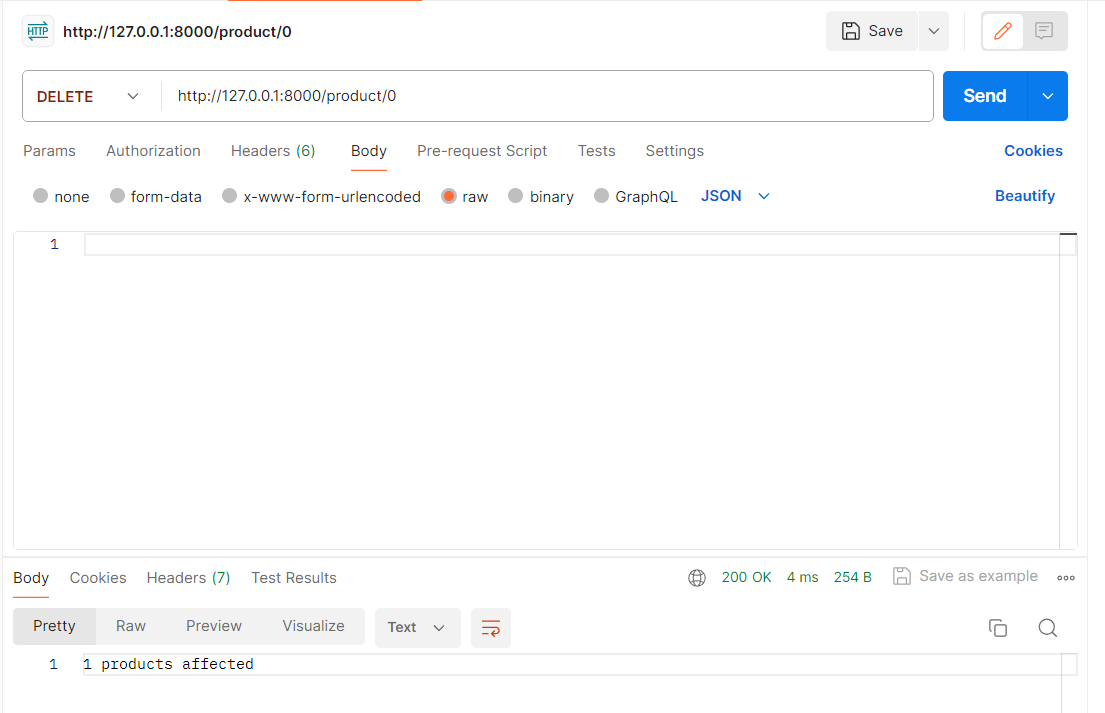 HTTP http://127.0.0.1:8000/product/0 Save
DELETE http://127.0.0.1:8000/product/0 Send
Params Authorization Headers (6) Body Pre-request Script Tests Settings Cookies
none form-data x-www-form-urlencoded raw binary GraphQL JSON Beautify
1
Body Cookies Headers (7) Test Results 200 OK 4 ms 254 B Save as example
Pretty Raw Preview Visualize Text
1 1 products affected